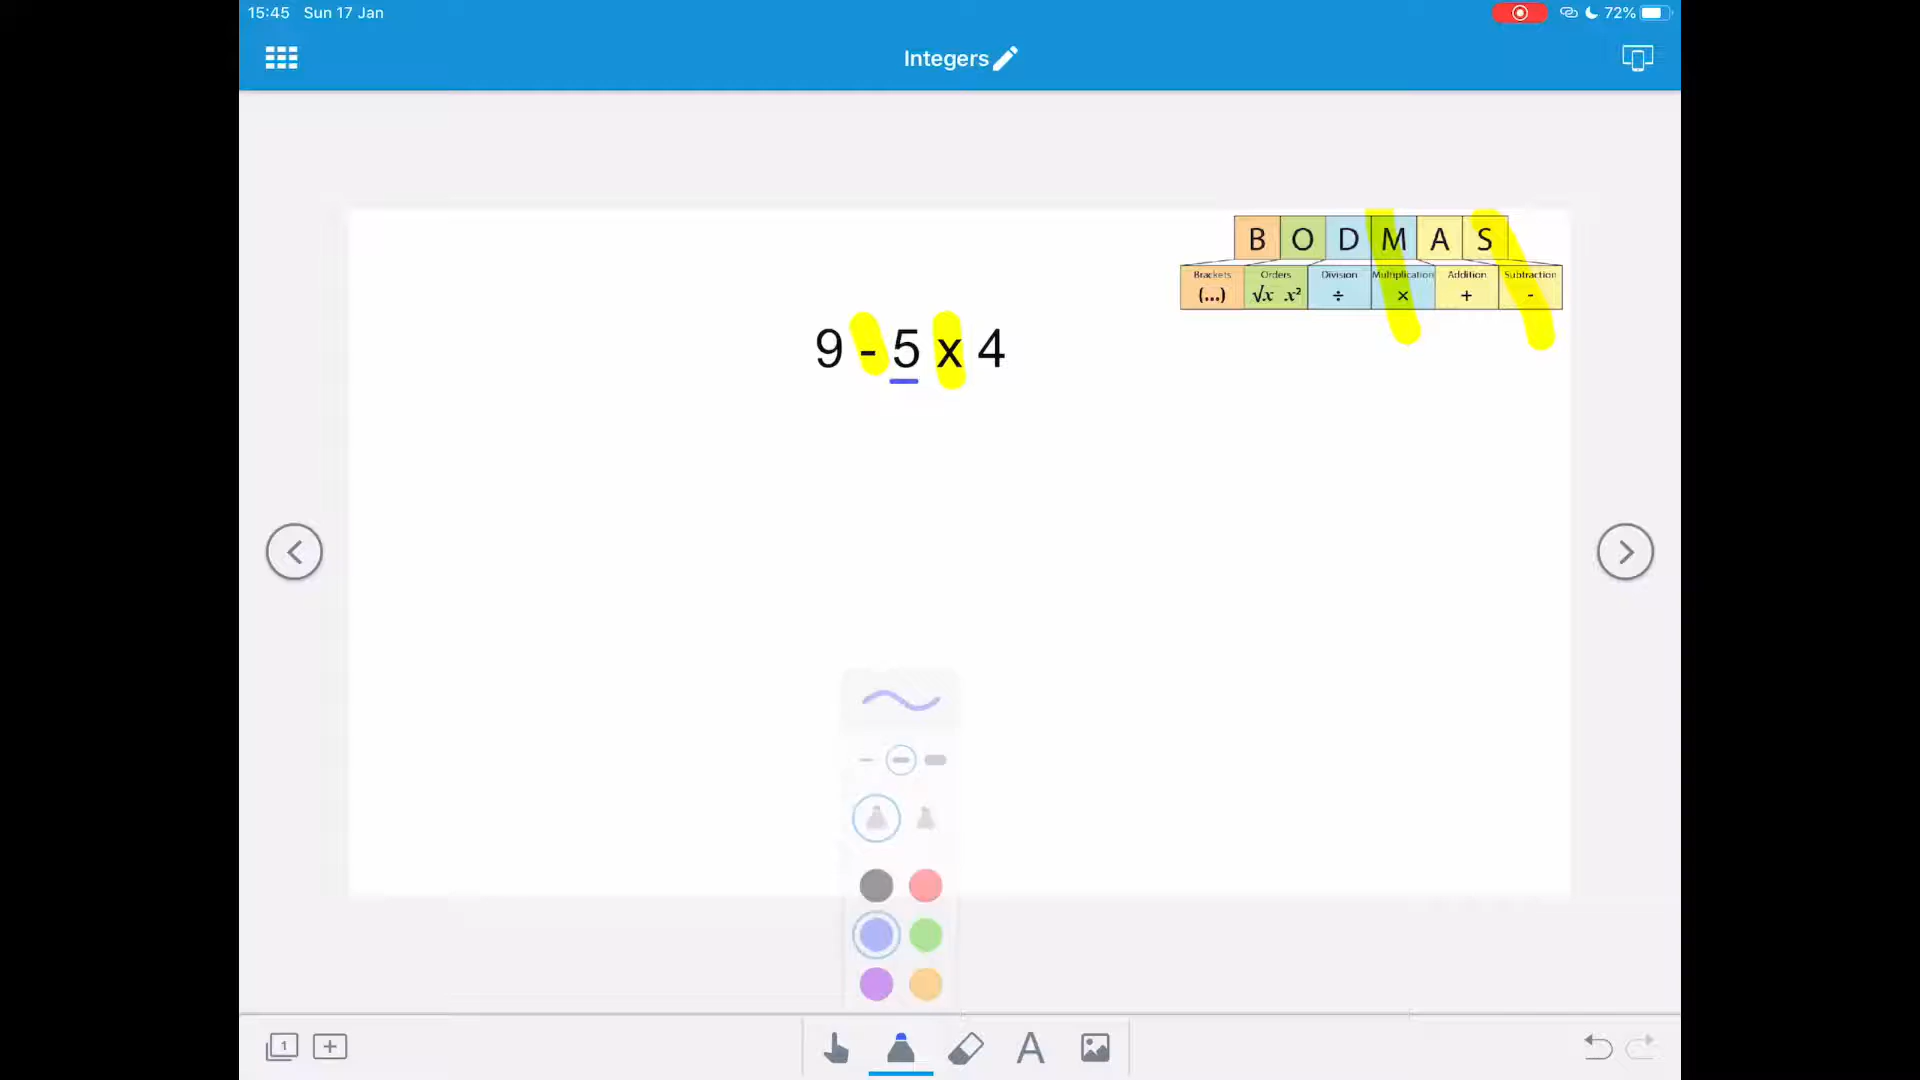 15:45 Sun 17 Jan 72%
Integers
B O D M A S
Brackets Orders Division Multiplication Addition Subtraction
(...) √x x² ÷ × + -
9 - 5 x 4
1
A